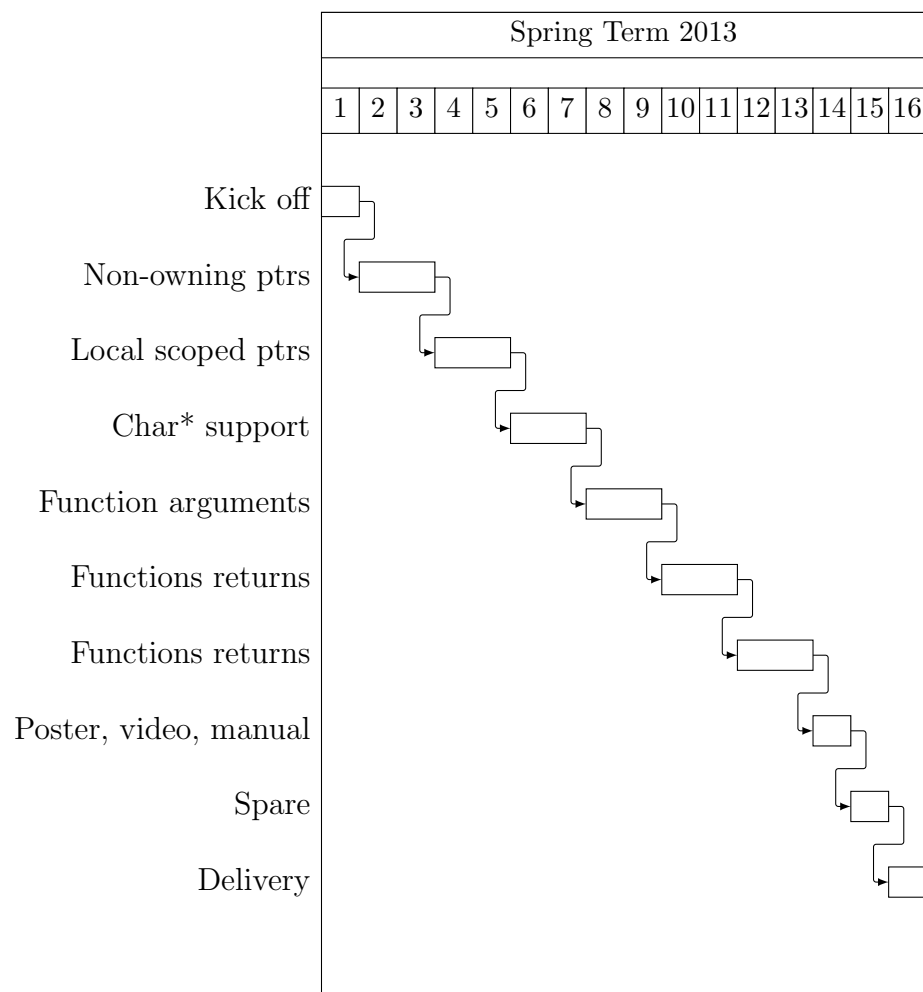 Spring Term 2013
1 2 3 4 5 6 7 8 9 10 11 12 13 14 15 16
Kick off
Non-owning ptrs
Local scoped ptrs
Char* support
Function arguments
Functions returns
Functions returns
Poster, video, manual
Spare
Delivery